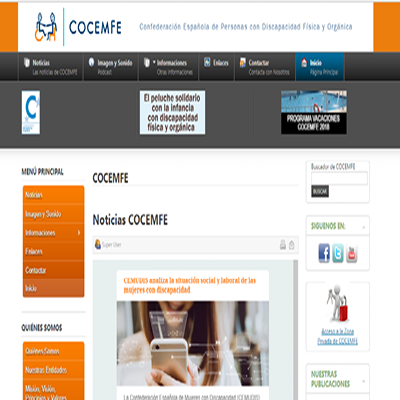 COCEMFE
Confederación Española de Personas con Discapacidad Física y Orgánica
Noticias
Las noticias de COCEMFE
Imagen y Sonido
Podcast
Informaciones
Otras Informaciones
Enlaces
Contactar
Contacta con Nosotros
Inicio
Página Principal
El peluche solidario
con la infancia
con discapacidad
física y orgánica
PROGRAMA VACACIONES
COCEMFE 2018
MENÚ PRINCIPAL
Noticias
Imagen y Sonido
Informaciones
Enlaces
Contactar
Inicio
QUIÉNES SOMOS
Quiénes Somos
Nuestras Entidades
Misión, Visión,
Principios y Valores
COCEMFE
Noticias COCEMFE
Super User
CEMUDIS analiza la situación social y laboral de las
mujeres con discapacidad
La Confederación Española de Mujeres con Discapacidad (CEMUDIS)
Buscador de COCEMFE
BUSCAR
SIGUENOS EN:
Acceso a la Zona
Privada de COCEMFE
NUESTRAS
PUBLICACIONES